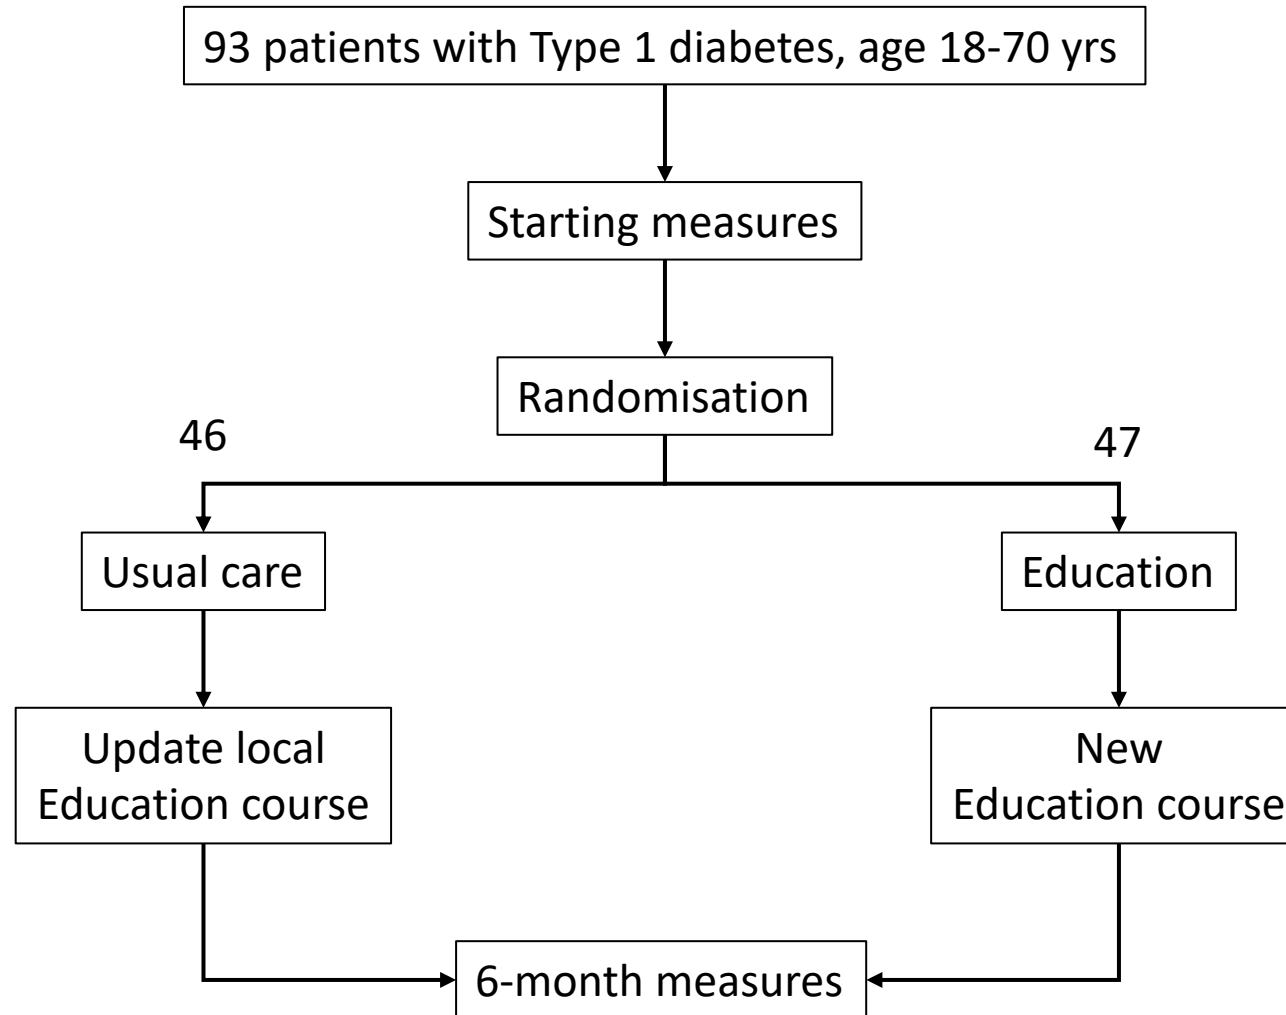 93 patients with Type 1 diabetes, age 18-70 yrs
Starting measures
Randomisation
46
47
Usual care
Education
Update local
Education course
New
Education course
6-month measures